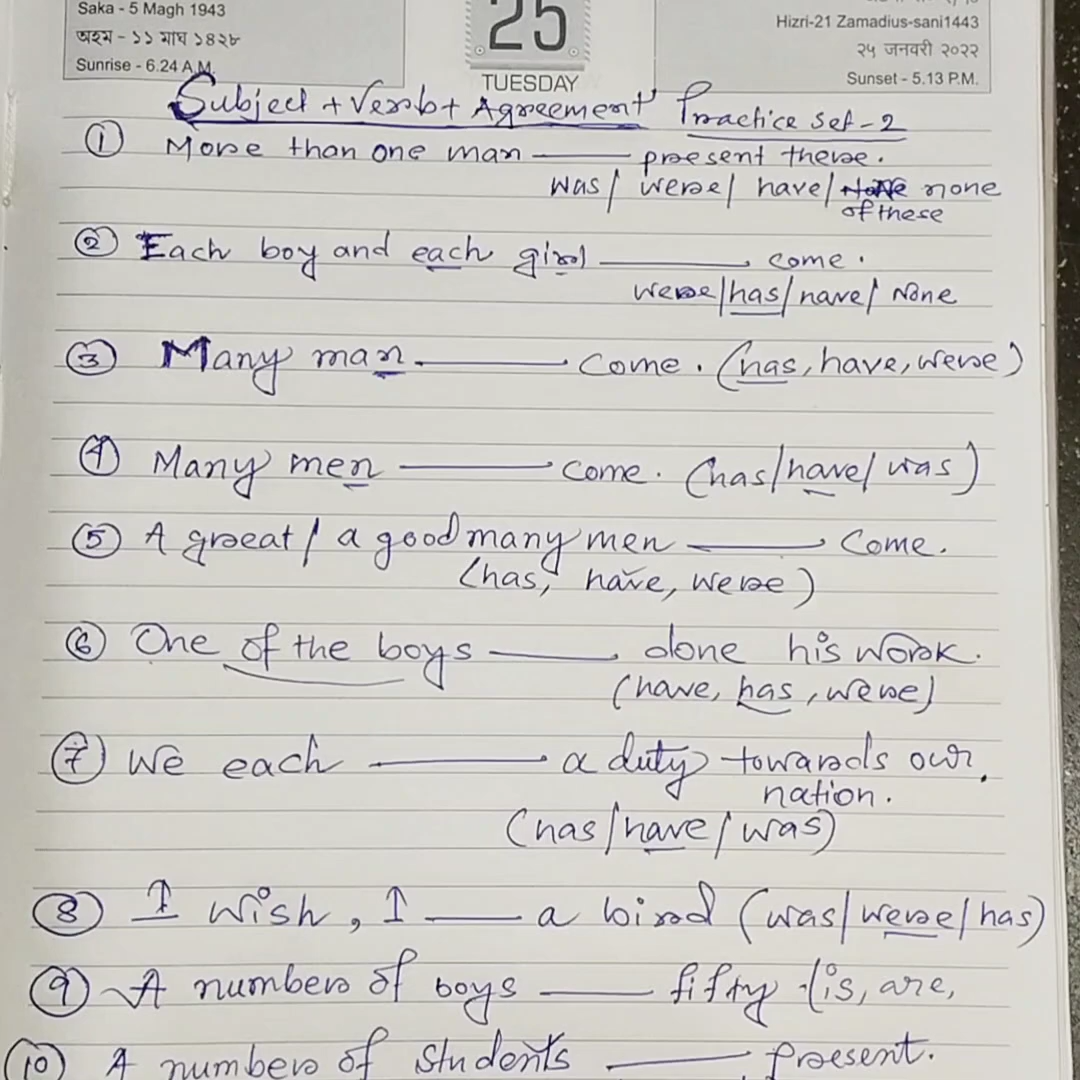 Saka - 5 Magh 1943
অহম - ১১ মাঘ ১৪২৮
Sunrise - 6.24 A.M.
25
TUESDAY
Hizri-21 Zamadius-sani1443
२५ जनवरी २०२२
Sunset - 5.13 P.M.
Subject + Verb + Agreement Practice Set - 2
① More than one man ——— present there.
was / were / have / none
of these
② Each boy and each girl ——— come.
were / has / have / None
③ Many man ——— come. (has, have, were)
④ Many men ——— come. (has / have / was)
⑤ A great / a good many men ——— come.
(has, have, were)
⑥ One of the boys ——— done his work.
(have, has, were)
⑦ We each ——— a duty towards our
nation.
(has / have / was)
⑧ I wish, I ——— a bird (was / were / has)
⑨ A number of boys ——— fifty (is, are,
⑩ A number of students ——— present.